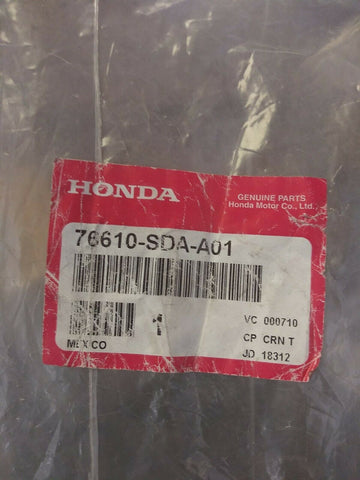 HONDA
GENUINE PARTS
Honda Motor Co., Ltd.
76610-SDA-A01
1
VC 000710
CP CRN T
MEXICO
JD 18312